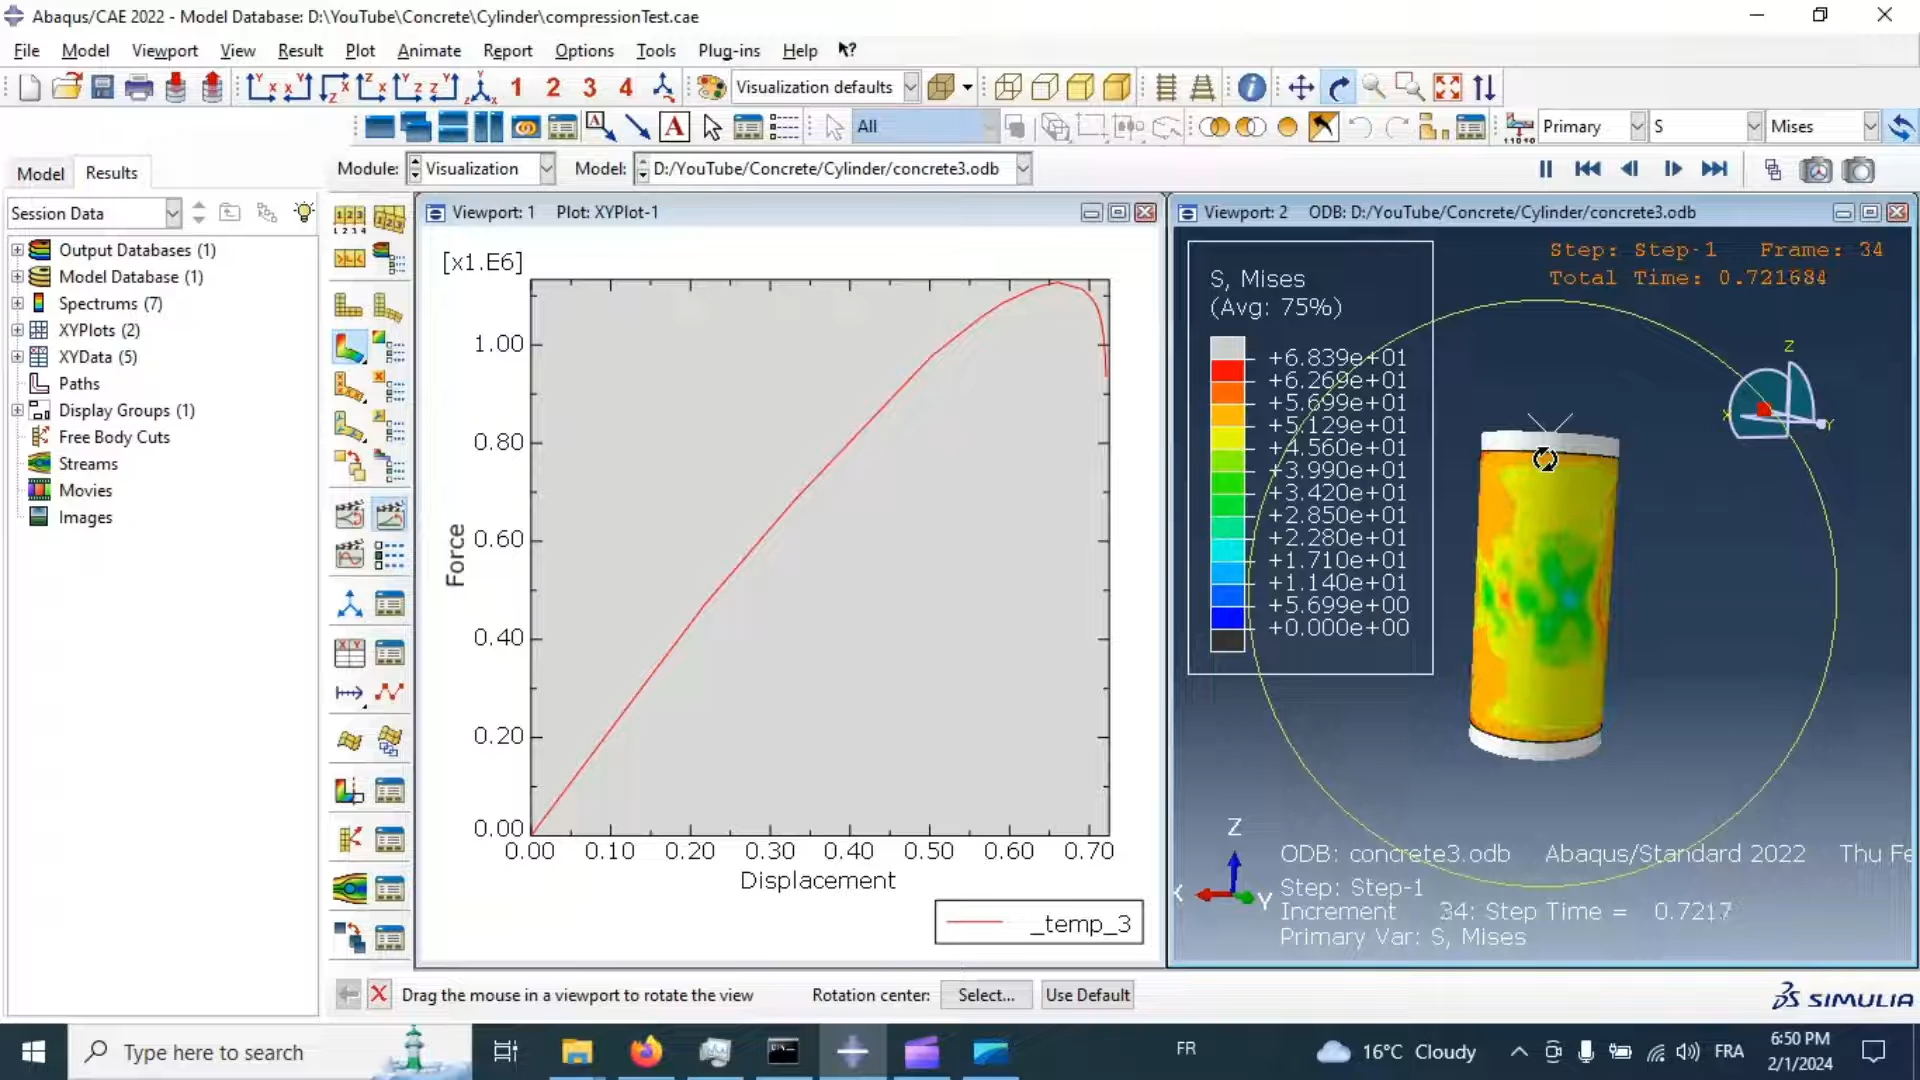 Abaqus/CAE 2022 - Model Database: D:\YouTube\Concrete\Cylinder\compressionTest.cae
File Model Viewport View Result Plot Animate Report Options Tools Plug-ins Help
1 2 3 4 Visualization defaults
All Primary S Mises
Model Results Module: Visualization Model: D:/YouTube/Concrete/Cylinder/concrete3.odb
Session Data
Output Databases (1)
Model Database (1)
Spectrums (7)
XYPlots (2)
XYData (5)
Paths
Display Groups (1)
Free Body Cuts
Streams
Movies
Images
Viewport: 1 Plot: XYPlot-1
[x1.E6]
1.00
0.80
0.60
0.40
0.20
0.00
Force
0.00 0.10 0.20 0.30 0.40 0.50 0.60 0.70
Displacement
_temp_3
Viewport: 2 ODB: D:/YouTube/Concrete/Cylinder/concrete3.odb
Step: Step-1 Frame: 34
Total Time: 0.721684
S, Mises
(Avg: 75%)
+6.839e+01
+6.269e+01
+5.699e+01
+5.129e+01
+4.560e+01
+3.990e+01
+3.420e+01
+2.850e+01
+2.280e+01
+1.710e+01
+1.140e+01
+5.699e+00
+0.000e+00
Z
X
Y
Z
X
Y
ODB: concrete3.odb Abaqus/Standard 2022 Thu Fe
Step: Step-1
Increment 34: Step Time = 0.7217
Primary Var: S, Mises
Drag the mouse in a viewport to rotate the view Rotation center: Select... Use Default
SIMULIA
Type here to search
FR
16°C Cloudy
FRA
6:50 PM
2/1/2024